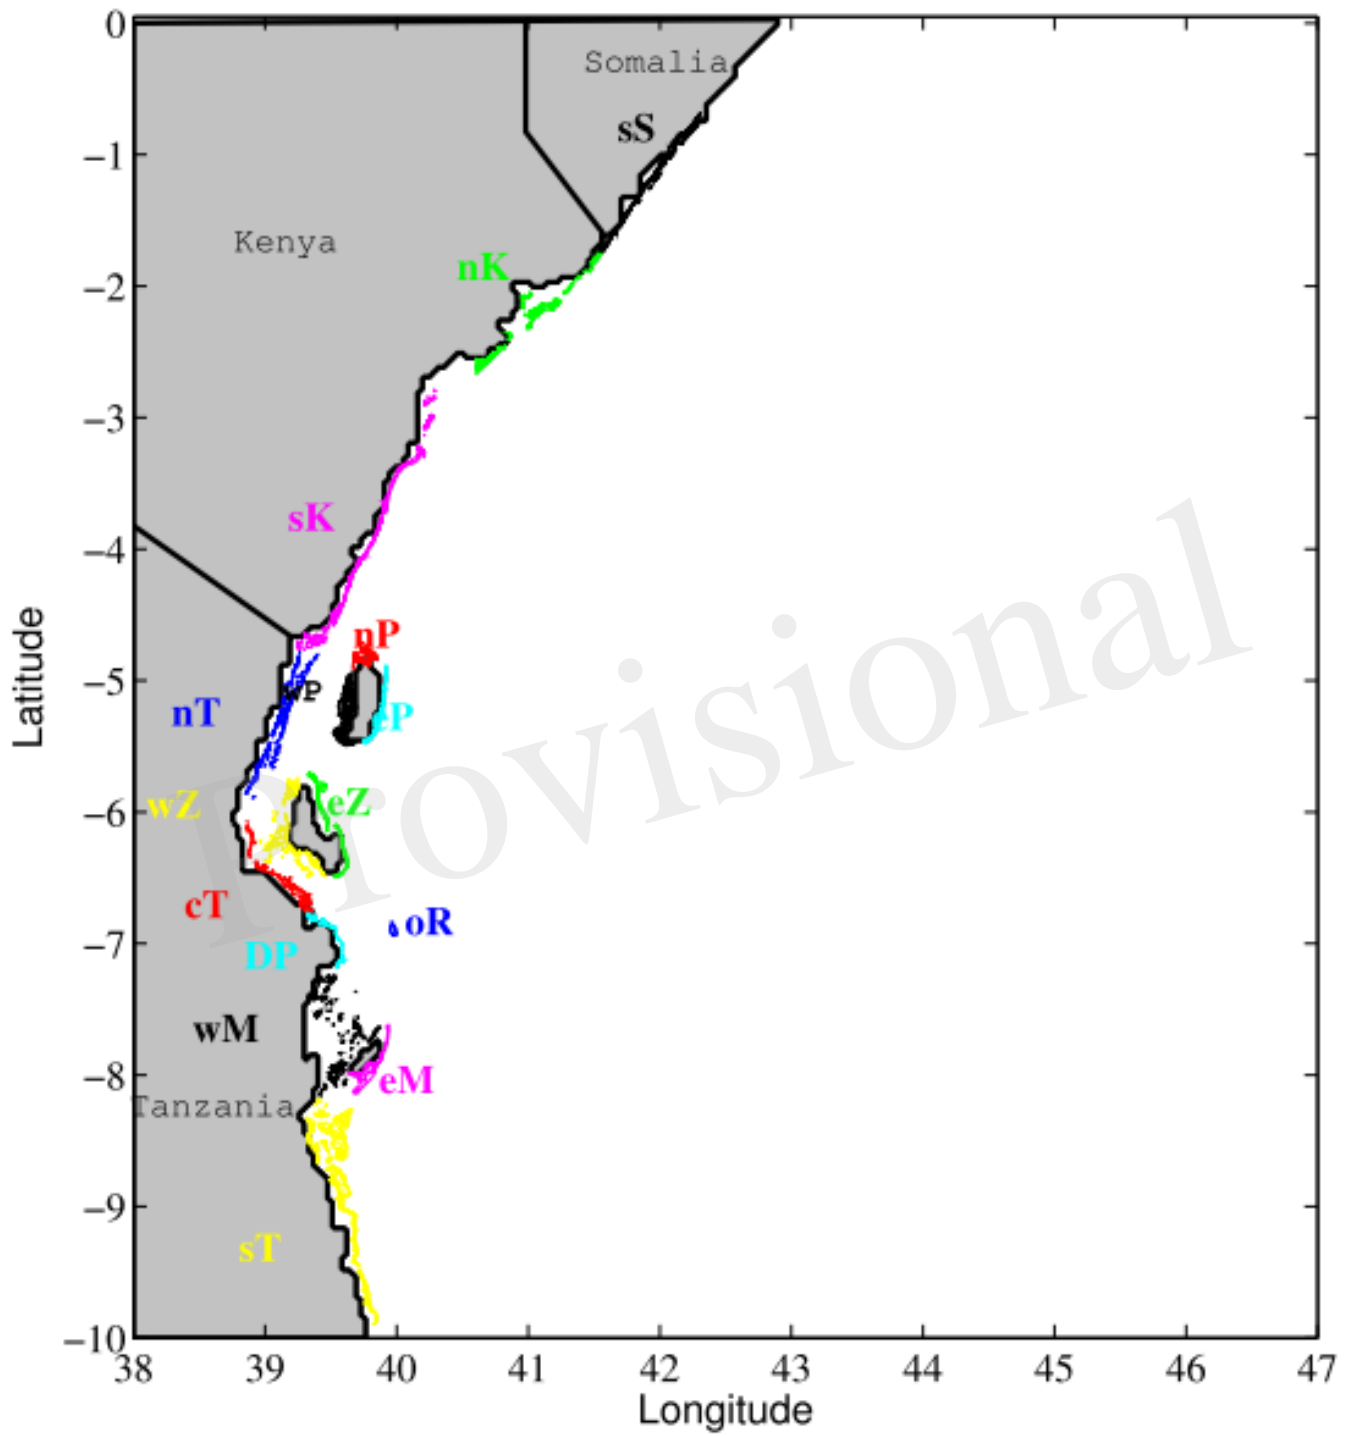 0
Somalia
sS
−1
Kenya
nK
−2
−3
sK
−4
nP
−5
wP
nT
eP
Latitude
Provisional
wZ
eZ
−6
cT
oR
−7
DP
wM
−8
eM
Tanzania
−9
sT
−10
38 39 40 41 42 43 44 45 46 47
Longitude